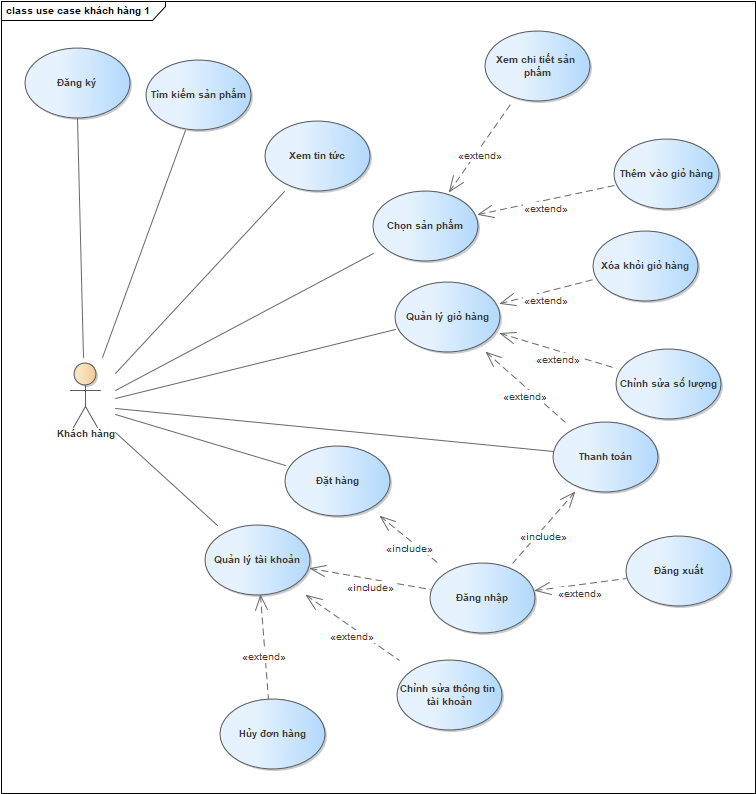 class use case khách hàng 1
Xem chi tiết sản
phẩm
Đăng ký
Tìm kiếm sản phẩm
Xem tin tức
«extend»
Thêm vào giỏ hàng
«extend»
Chọn sản phẩm
Xóa khỏi giỏ hàng
«extend»
Quản lý giỏ hàng
«extend»
Chỉnh sửa số lượng
«extend»
Khách hàng
Thanh toán
Đặt hàng
«include»
«include»
Quản lý tài khoản
Đăng xuất
«include»
«extend»
Đăng nhập
«extend»
«extend»
Chỉnh sửa thông tin
tài khoản
Hủy đơn hàng